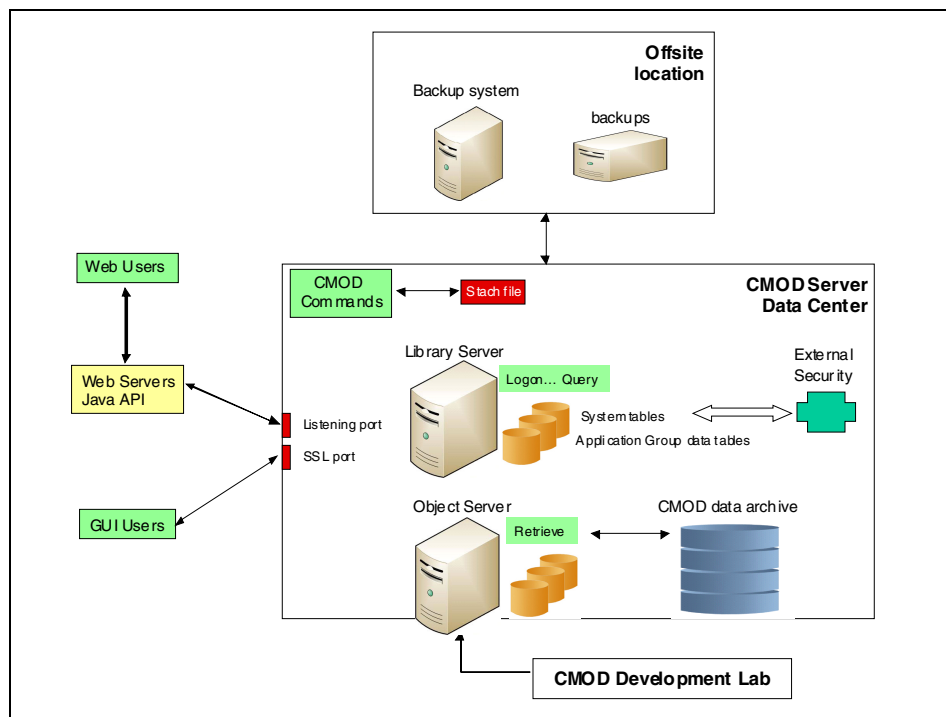 Offsite
location
Backup system
backups
Web Users
CMOD
Commands
Stach file
CMOD Server
Data Center
Library Server
External
Security
Logon... Query
Web Servers
Java API
Listening port
System tables
Application Group data tables
SSL port
Object Server
CMOD data archive
GUI Users
Retrieve
CMOD Development Lab